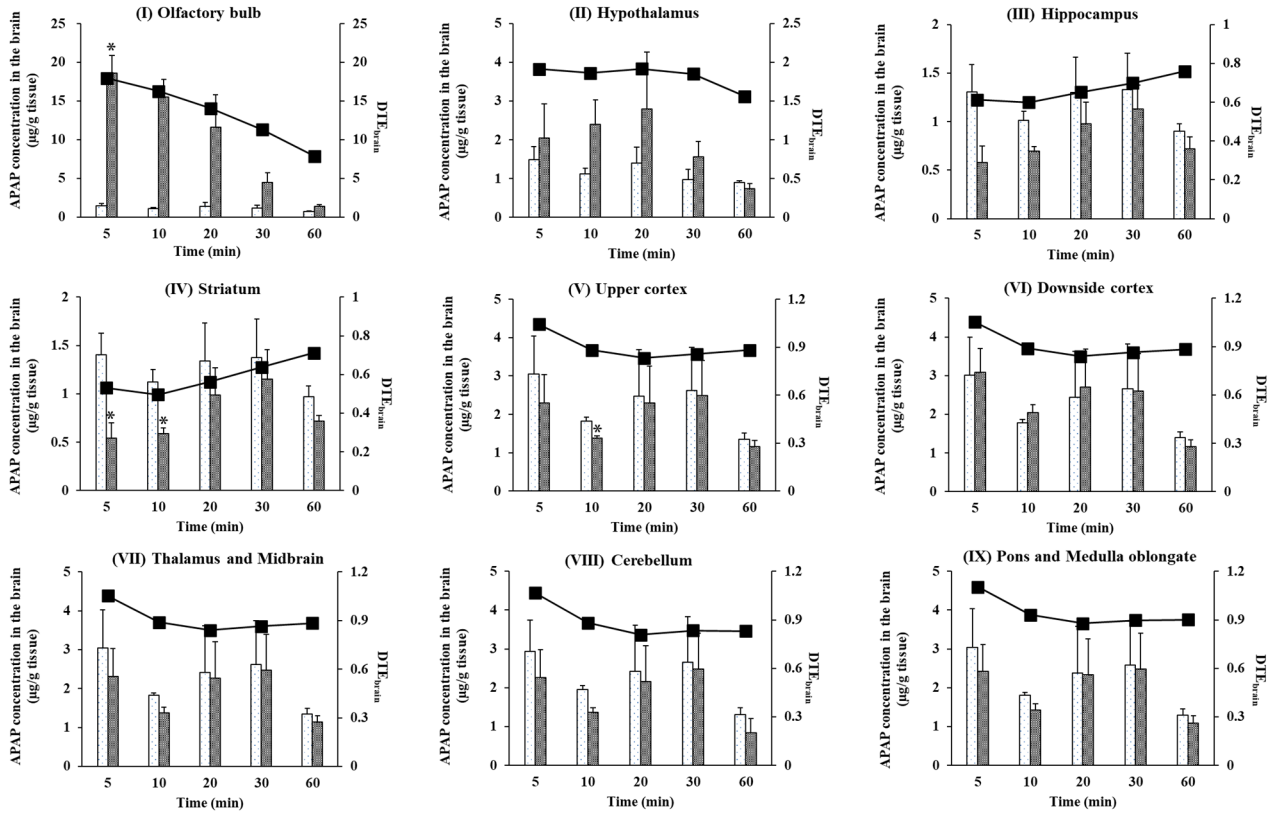 (I) Olfactory bulb
APAP concentration in the brain
(μg/g tissue)
25
20
15
10
5
0
*
25
20
15
10
5
0
DTEbrain
5 10 20 30 60
Time (min)
(II) Hypothalamus
APAP concentration in the brain
(μg/g tissue)
5
4
3
2
1
0
2.5
2
1.5
1
0.5
0
DTEbrain
5 10 20 30 60
Time (min)
(III) Hippocampus
APAP concentration in the brain
(μg/g tissue)
2
1.5
1
0.5
0
1
0.8
0.6
0.4
0.2
0
DTEbrain
5 10 20 30 60
Time (min)
(IV) Striatum
APAP concentration in the brain
(μg/g tissue)
2
1.5
1
0.5
0
* *
1
0.8
0.6
0.4
0.2
0
DTEbrain
5 10 20 30 60
Time (min)
(V) Upper cortex
APAP concentration in the brain
(μg/g tissue)
5
4
3
2
1
0
*
1.2
0.9
0.6
0.3
0
DTEbrain
5 10 20 30 60
Time (min)
(VI) Downside cortex
APAP concentration in the brain
(μg/g tissue)
5
4
3
2
1
0
1.2
0.9
0.6
0.3
0
DTEbrain
5 10 20 30 60
Time (min)
(VII) Thalamus and Midbrain
APAP concentration in the brain
(μg/g tissue)
5
4
3
2
1
0
1.2
0.9
0.6
0.3
0
DTEbrain
5 10 20 30 60
Time (min)
(VIII) Cerebellum
APAP concentration in the brain
(μg/g tissue)
5
4
3
2
1
0
1.2
0.9
0.6
0.3
0
DTEbrain
5 10 20 30 60
Time (min)
(IX) Pons and Medulla oblongate
APAP concentration in the brain
(μg/g tissue)
5
4
3
2
1
0
1.2
0.9
0.6
0.3
0
DTEbrain
5 10 20 30 60
Time (min)